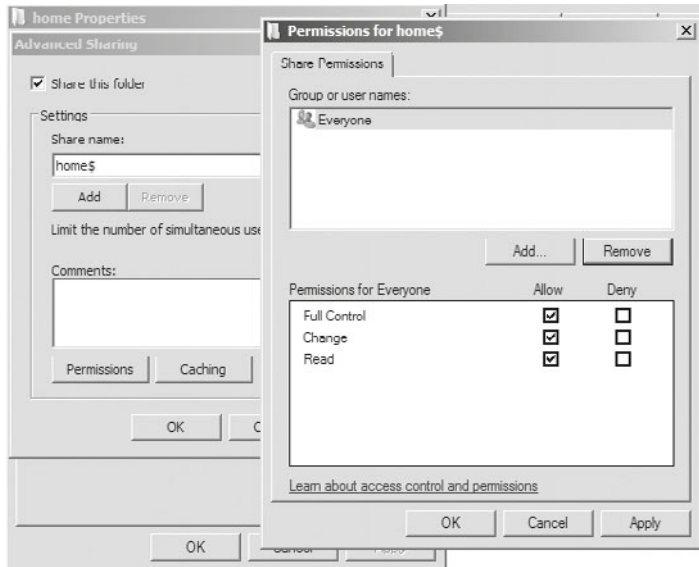 home Properties
Advanced Sharing
Share this folder
Settings
Share name:
home$
Add
Remove
Limit the number of simultaneous use
Comments:
Permissions
Caching
OK
C
OK
Cancel
Apply
Permissions for home$
Share Permissions
Group or user names:
Everyone
Add...
Remove
Permissions for Everyone
Allow
Deny
Full Control
Change
Read
Learn about access control and permissions
OK
Cancel
Apply